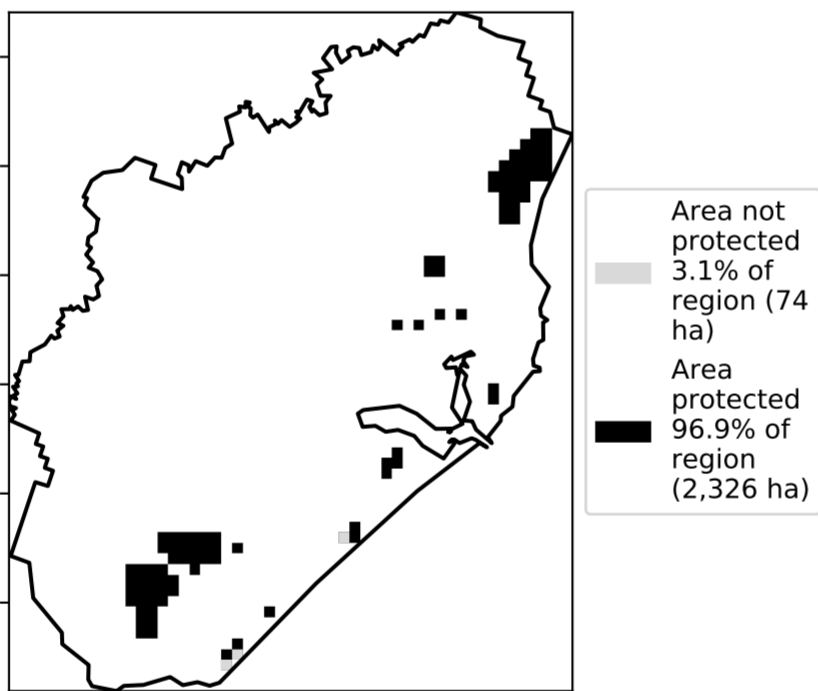 Area not
protected
3.1% of
region (74
ha)
Area
protected
96.9% of
region
(2,326 ha)